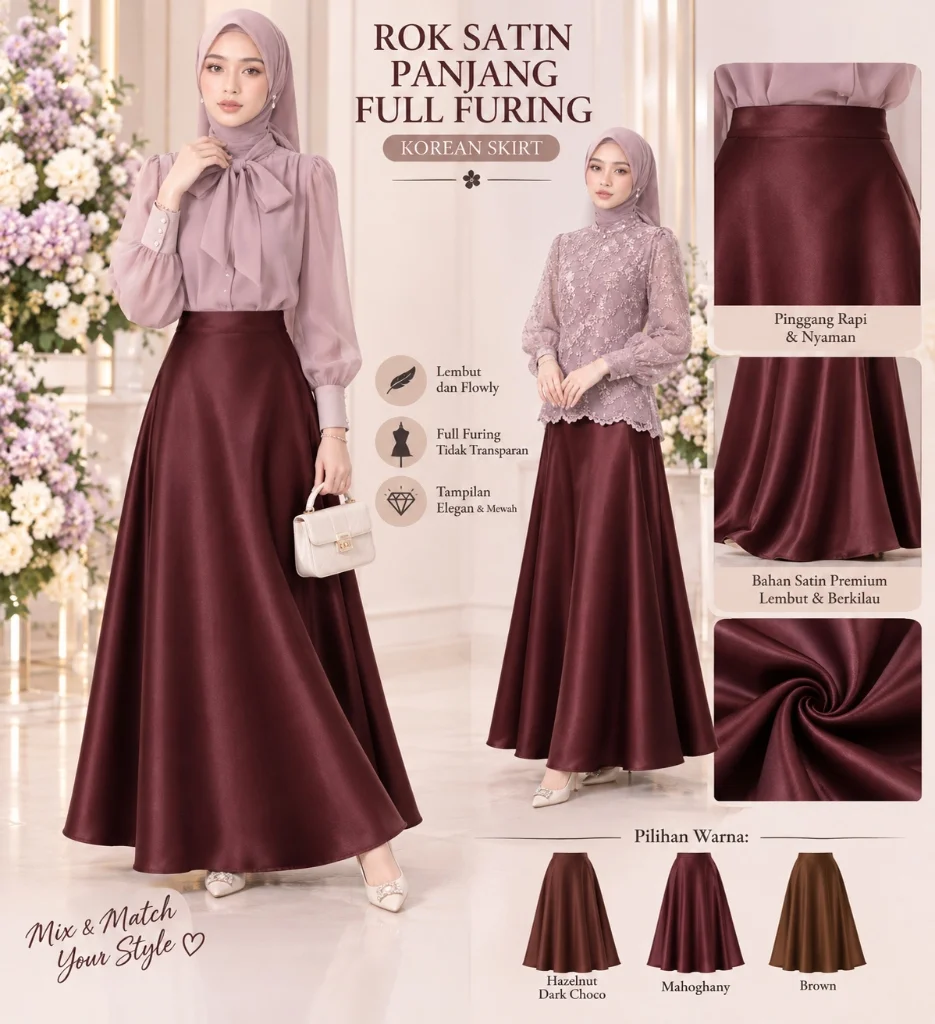 ROK SATIN
PANJANG
FULL FURING
KOREAN SKIRT
Lembut
dan Flowly
Full Furing
Tidak Transparan
Tampilan
Elegan & Mewah
Pinggang Rapi
& Nyaman
Bahan Satin Premium
Lembut & Berkilau
Pilihan Warna:
Hazelnut
Dark Choco
Mahoghany
Brown
Mix & Match
Your Style